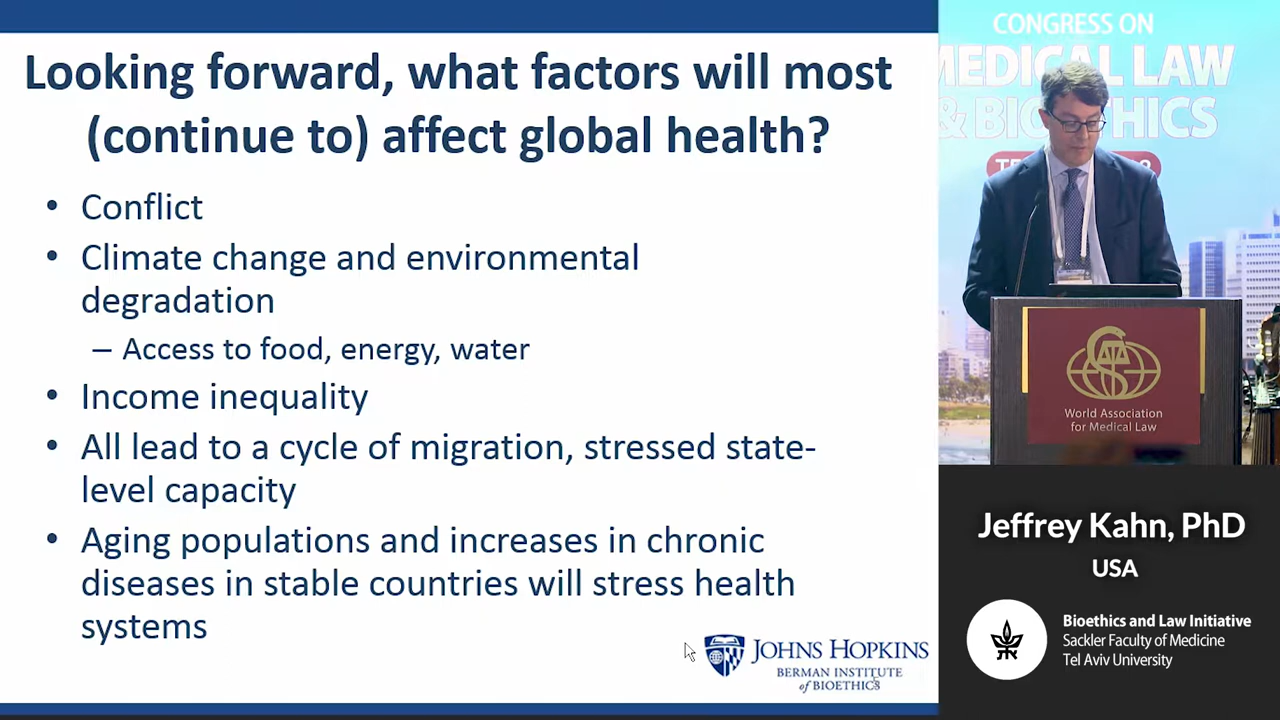 Looking forward, what factors will most
(continue to) affect global health?
• Conflict
• Climate change and environmental
degradation
– Access to food, energy, water
• Income inequality
• All lead to a cycle of migration, stressed state-
level capacity
• Aging populations and increases in chronic
diseases in stable countries will stress health
systems
JOHNS HOPKINS
BERMAN INSTITUTE
of BIOETHICS
CONGRESS ON
MEDICAL LAW
& BIOETHICS
World Association
for Medical Law
Jeffrey Kahn, PhD
USA
Bioethics and Law Initiative
Sackler Faculty of Medicine
Tel Aviv University